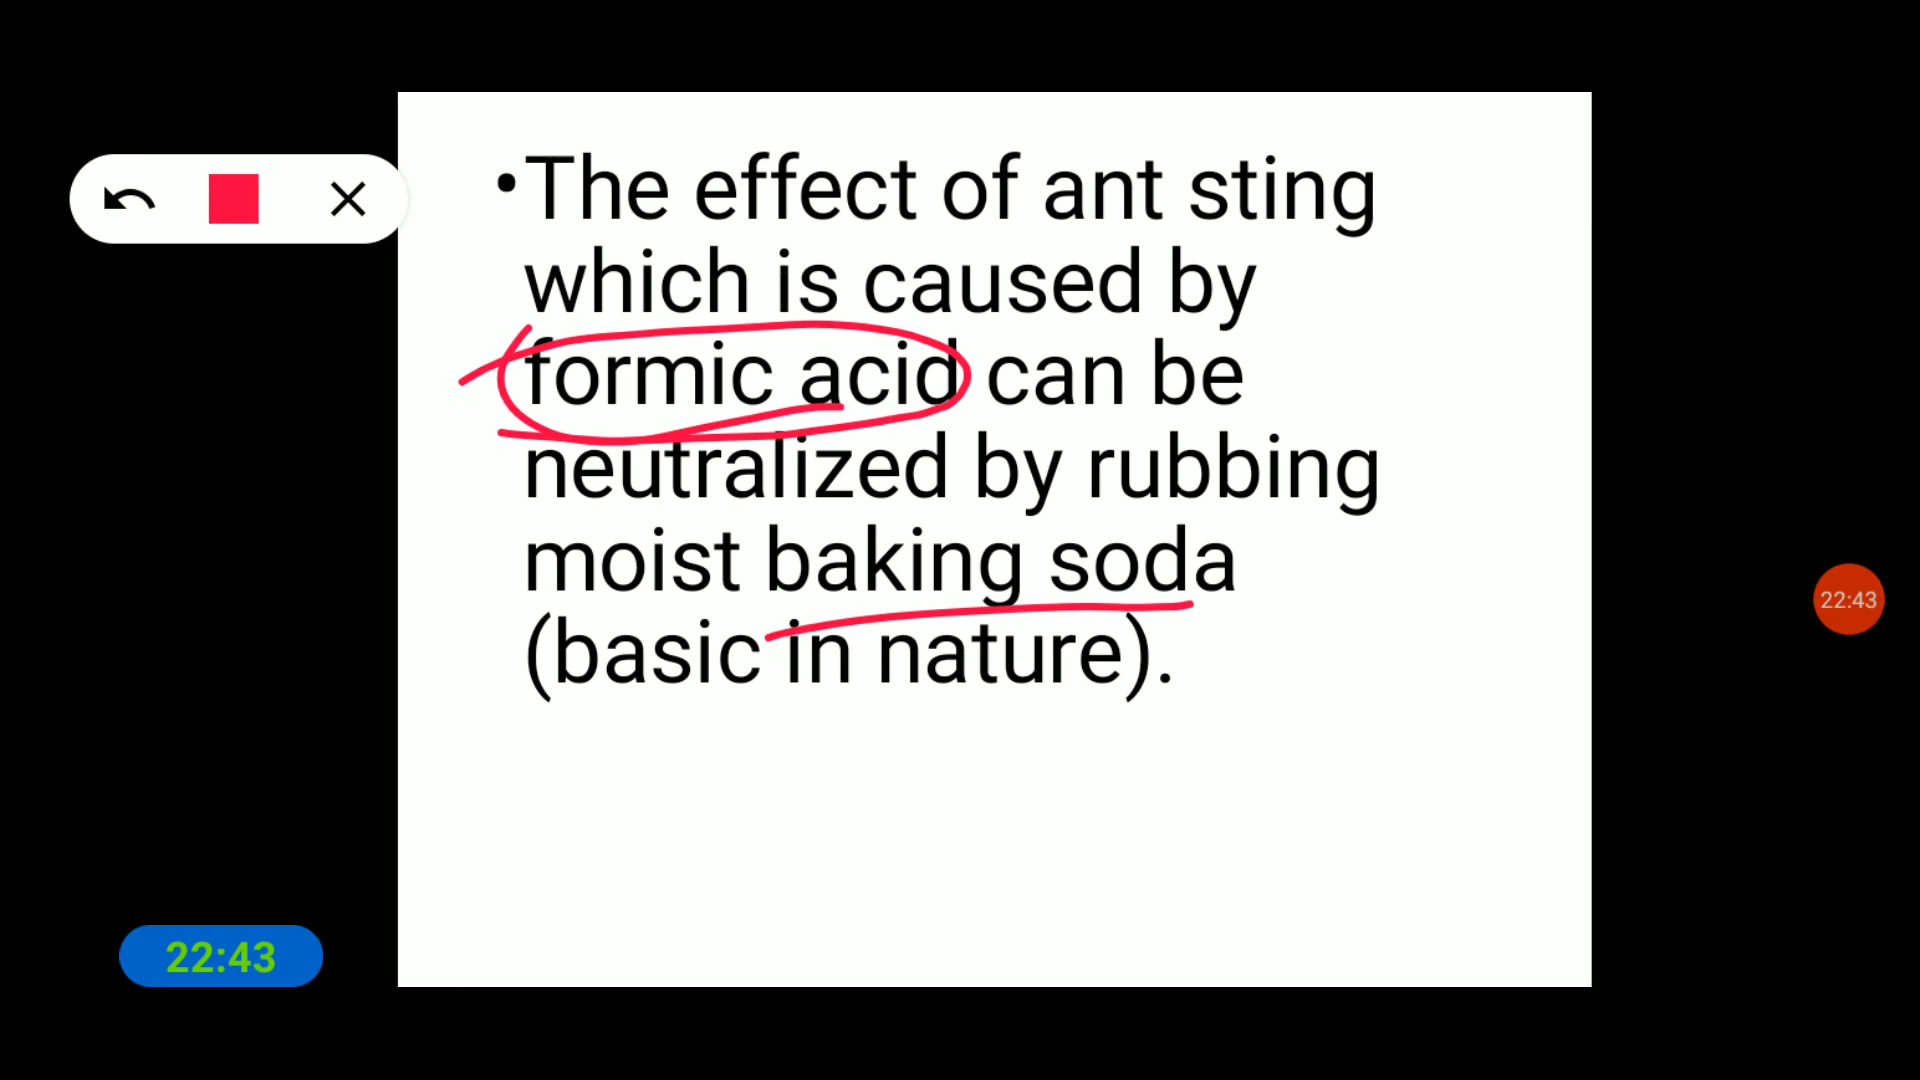 •The effect of ant sting
which is caused by
formic acid can be
neutralized by rubbing
moist baking soda
(basic in nature).
22:43
22:43